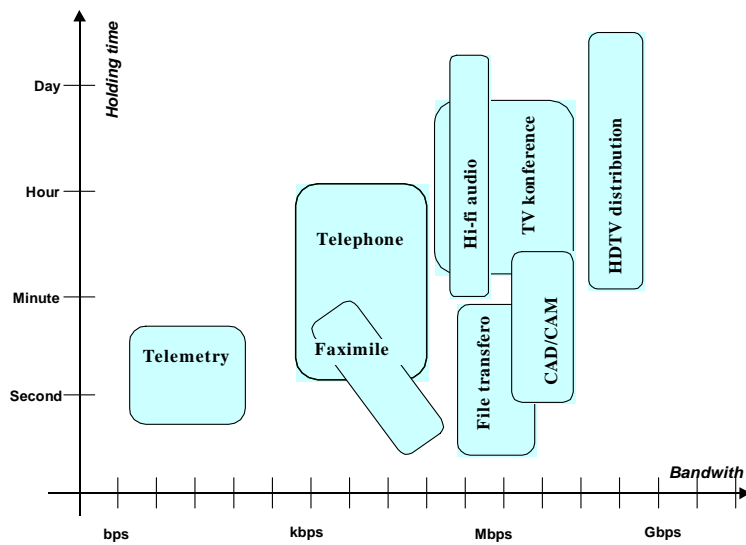 Holding time
Day
Hour
Minute
Second
Telemetry
Telephone
Faximile
Hi-fi audio
TV konference
File transfero
CAD/CAM
HDTV distribution
Bandwith
bps
kbps
Mbps
Gbps